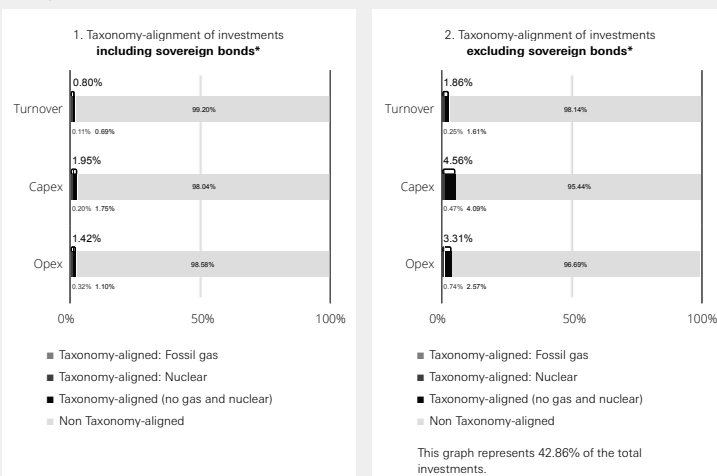 1. Taxonomy-alignment of investments
including sovereign bonds*
0.80%
Turnover
99.20%
0.11% 0.69%
1.95%
Capex
98.04%
0.20% 1.75%
1.42%
Opex
98.58%
0.32% 1.10%
0%
50%
100%
Taxonomy-aligned: Fossil gas
Taxonomy-aligned: Nuclear
Taxonomy-aligned (no gas and nuclear)
Non Taxonomy-aligned
2. Taxonomy-alignment of investments
excluding sovereign bonds*
1.86%
Turnover
98.14%
0.25% 1.61%
4.56%
Capex
95.44%
0.47% 4.09%
3.31%
Opex
96.69%
0.74% 2.57%
0%
50%
100%
Taxonomy-aligned: Fossil gas
Taxonomy-aligned: Nuclear
Taxonomy-aligned (no gas and nuclear)
Non Taxonomy-aligned
This graph represents 42.86% of the total
investments.